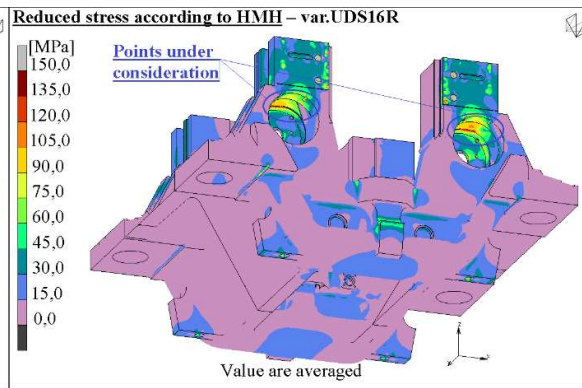 Reduced stress according to HMH – var.UDS16R
[MPa]
150,0
135,0
120,0
105,0
90,0
75,0
60,0
45,0
30,0
15,0
0,0
Points under
consideration
Value are averaged